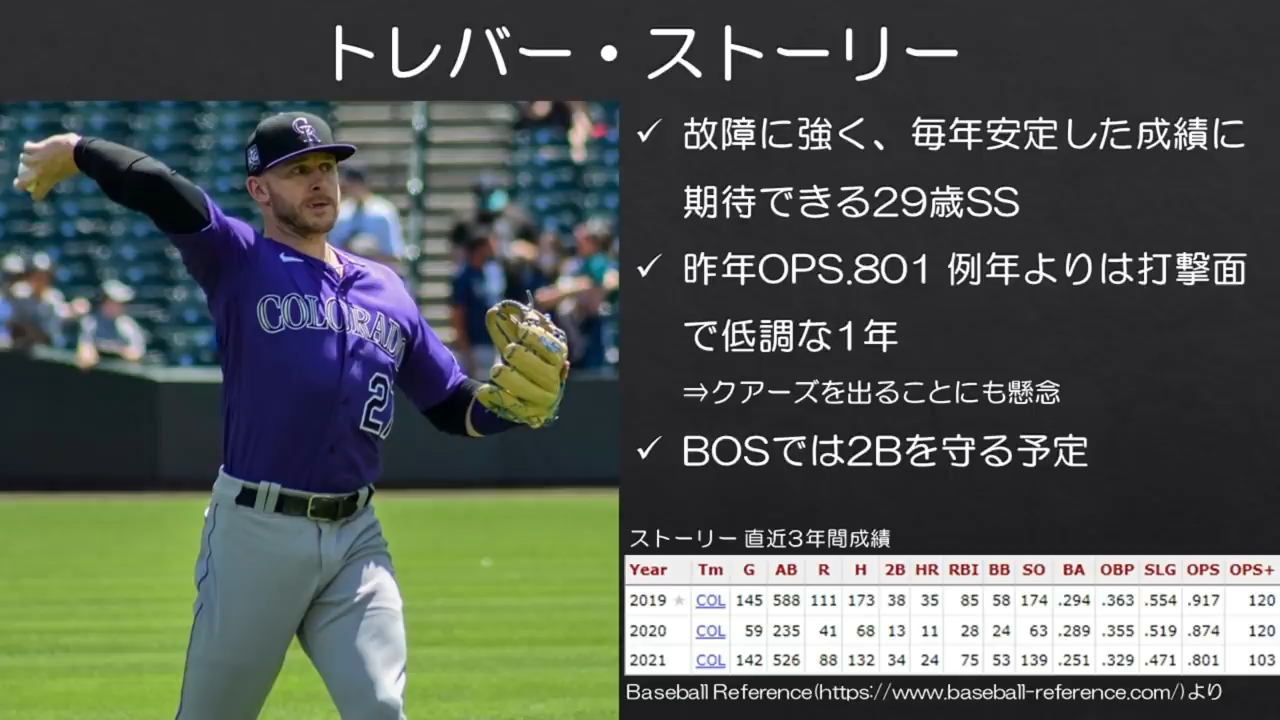 トレバー・ストーリー
✓ 故障に強く、毎年安定した成績に
期待できる29歳SS
✓ 昨年OPS.801 例年よりは打撃面
で低調な1年
⇒クアーズを出ることにも懸念
✓ BOSでは2Bを守る予定
COLORADO
27
CR
ストーリー 直近3年間成績
Year Tm G AB R H 2B HR RBI BB SO BA OBP SLG OPS OPS+
2019 ★ COL 145 588 111 173 38 35 85 58 174 .294 .363 .554 .917 120
2020 COL 59 235 41 68 13 11 28 24 63 .289 .355 .519 .874 120
2021 COL 142 526 88 132 34 24 75 53 139 .251 .329 .471 .801 103
Baseball Reference(https://www.baseball-reference.com/)より